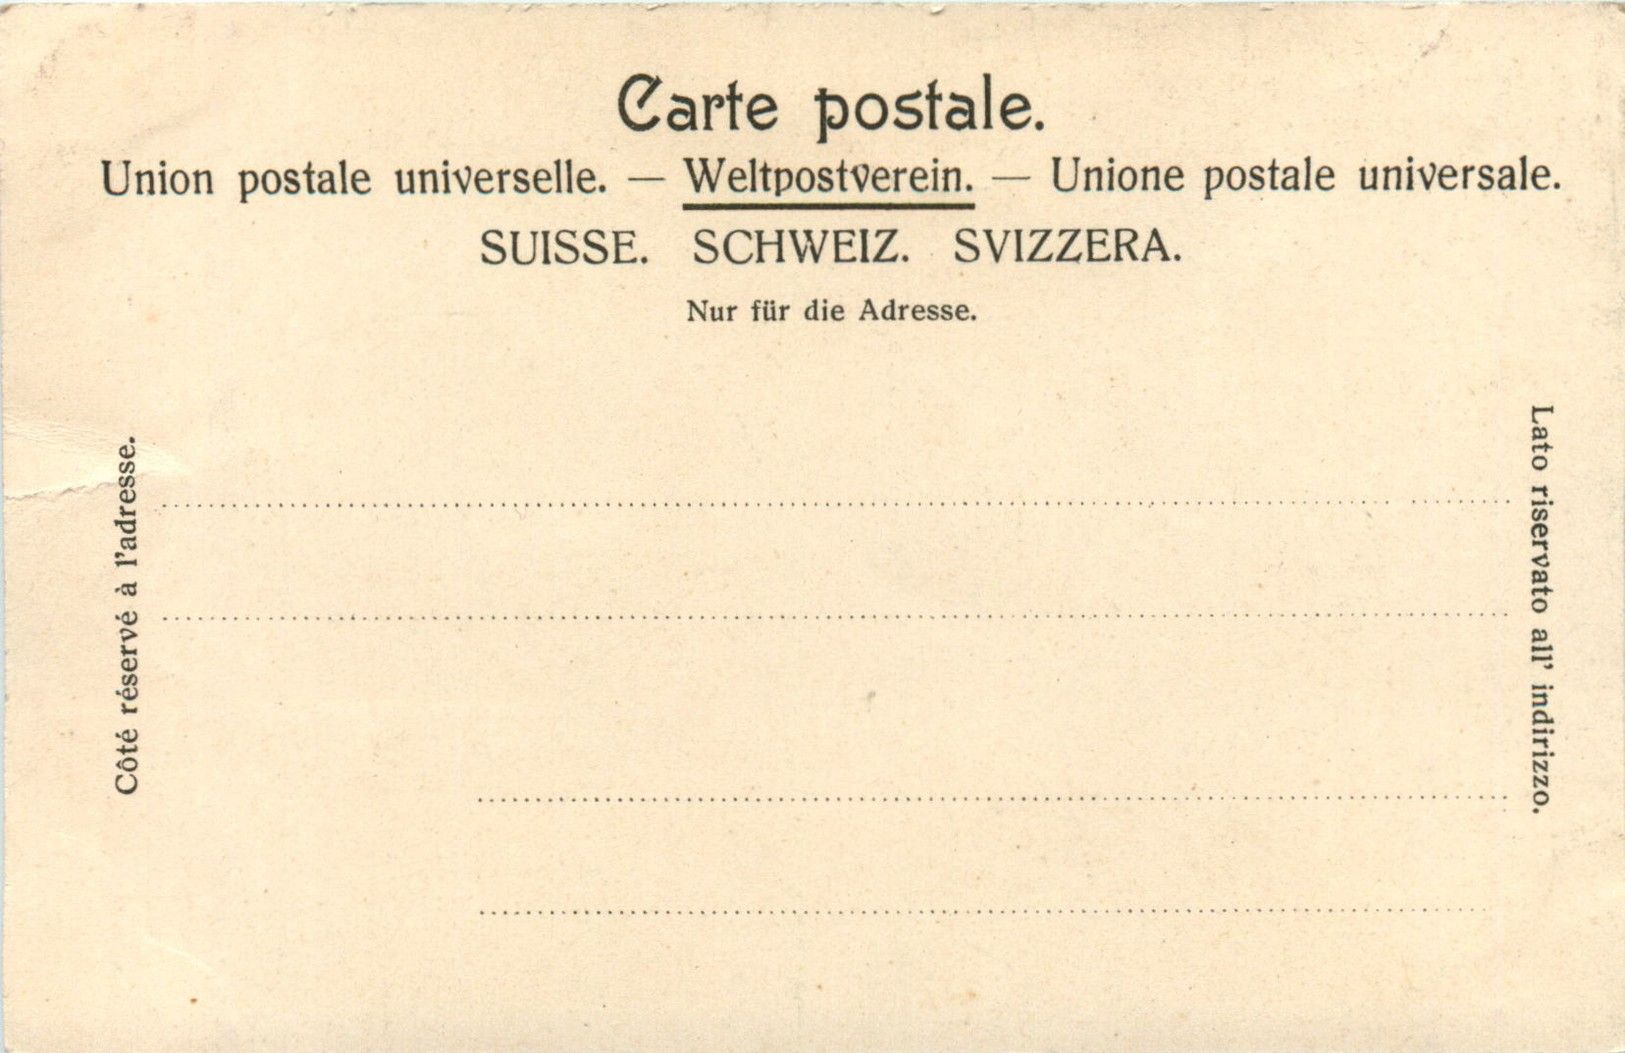 Carte postale.
Union postale universelle. — Weltpostverein. — Unione postale universale.
SUISSE. SCHWEIZ. SVIZZERA.
Nur für die Adresse.
Côté réservé à l'adresse.
Lato riservato all' indirizzo.